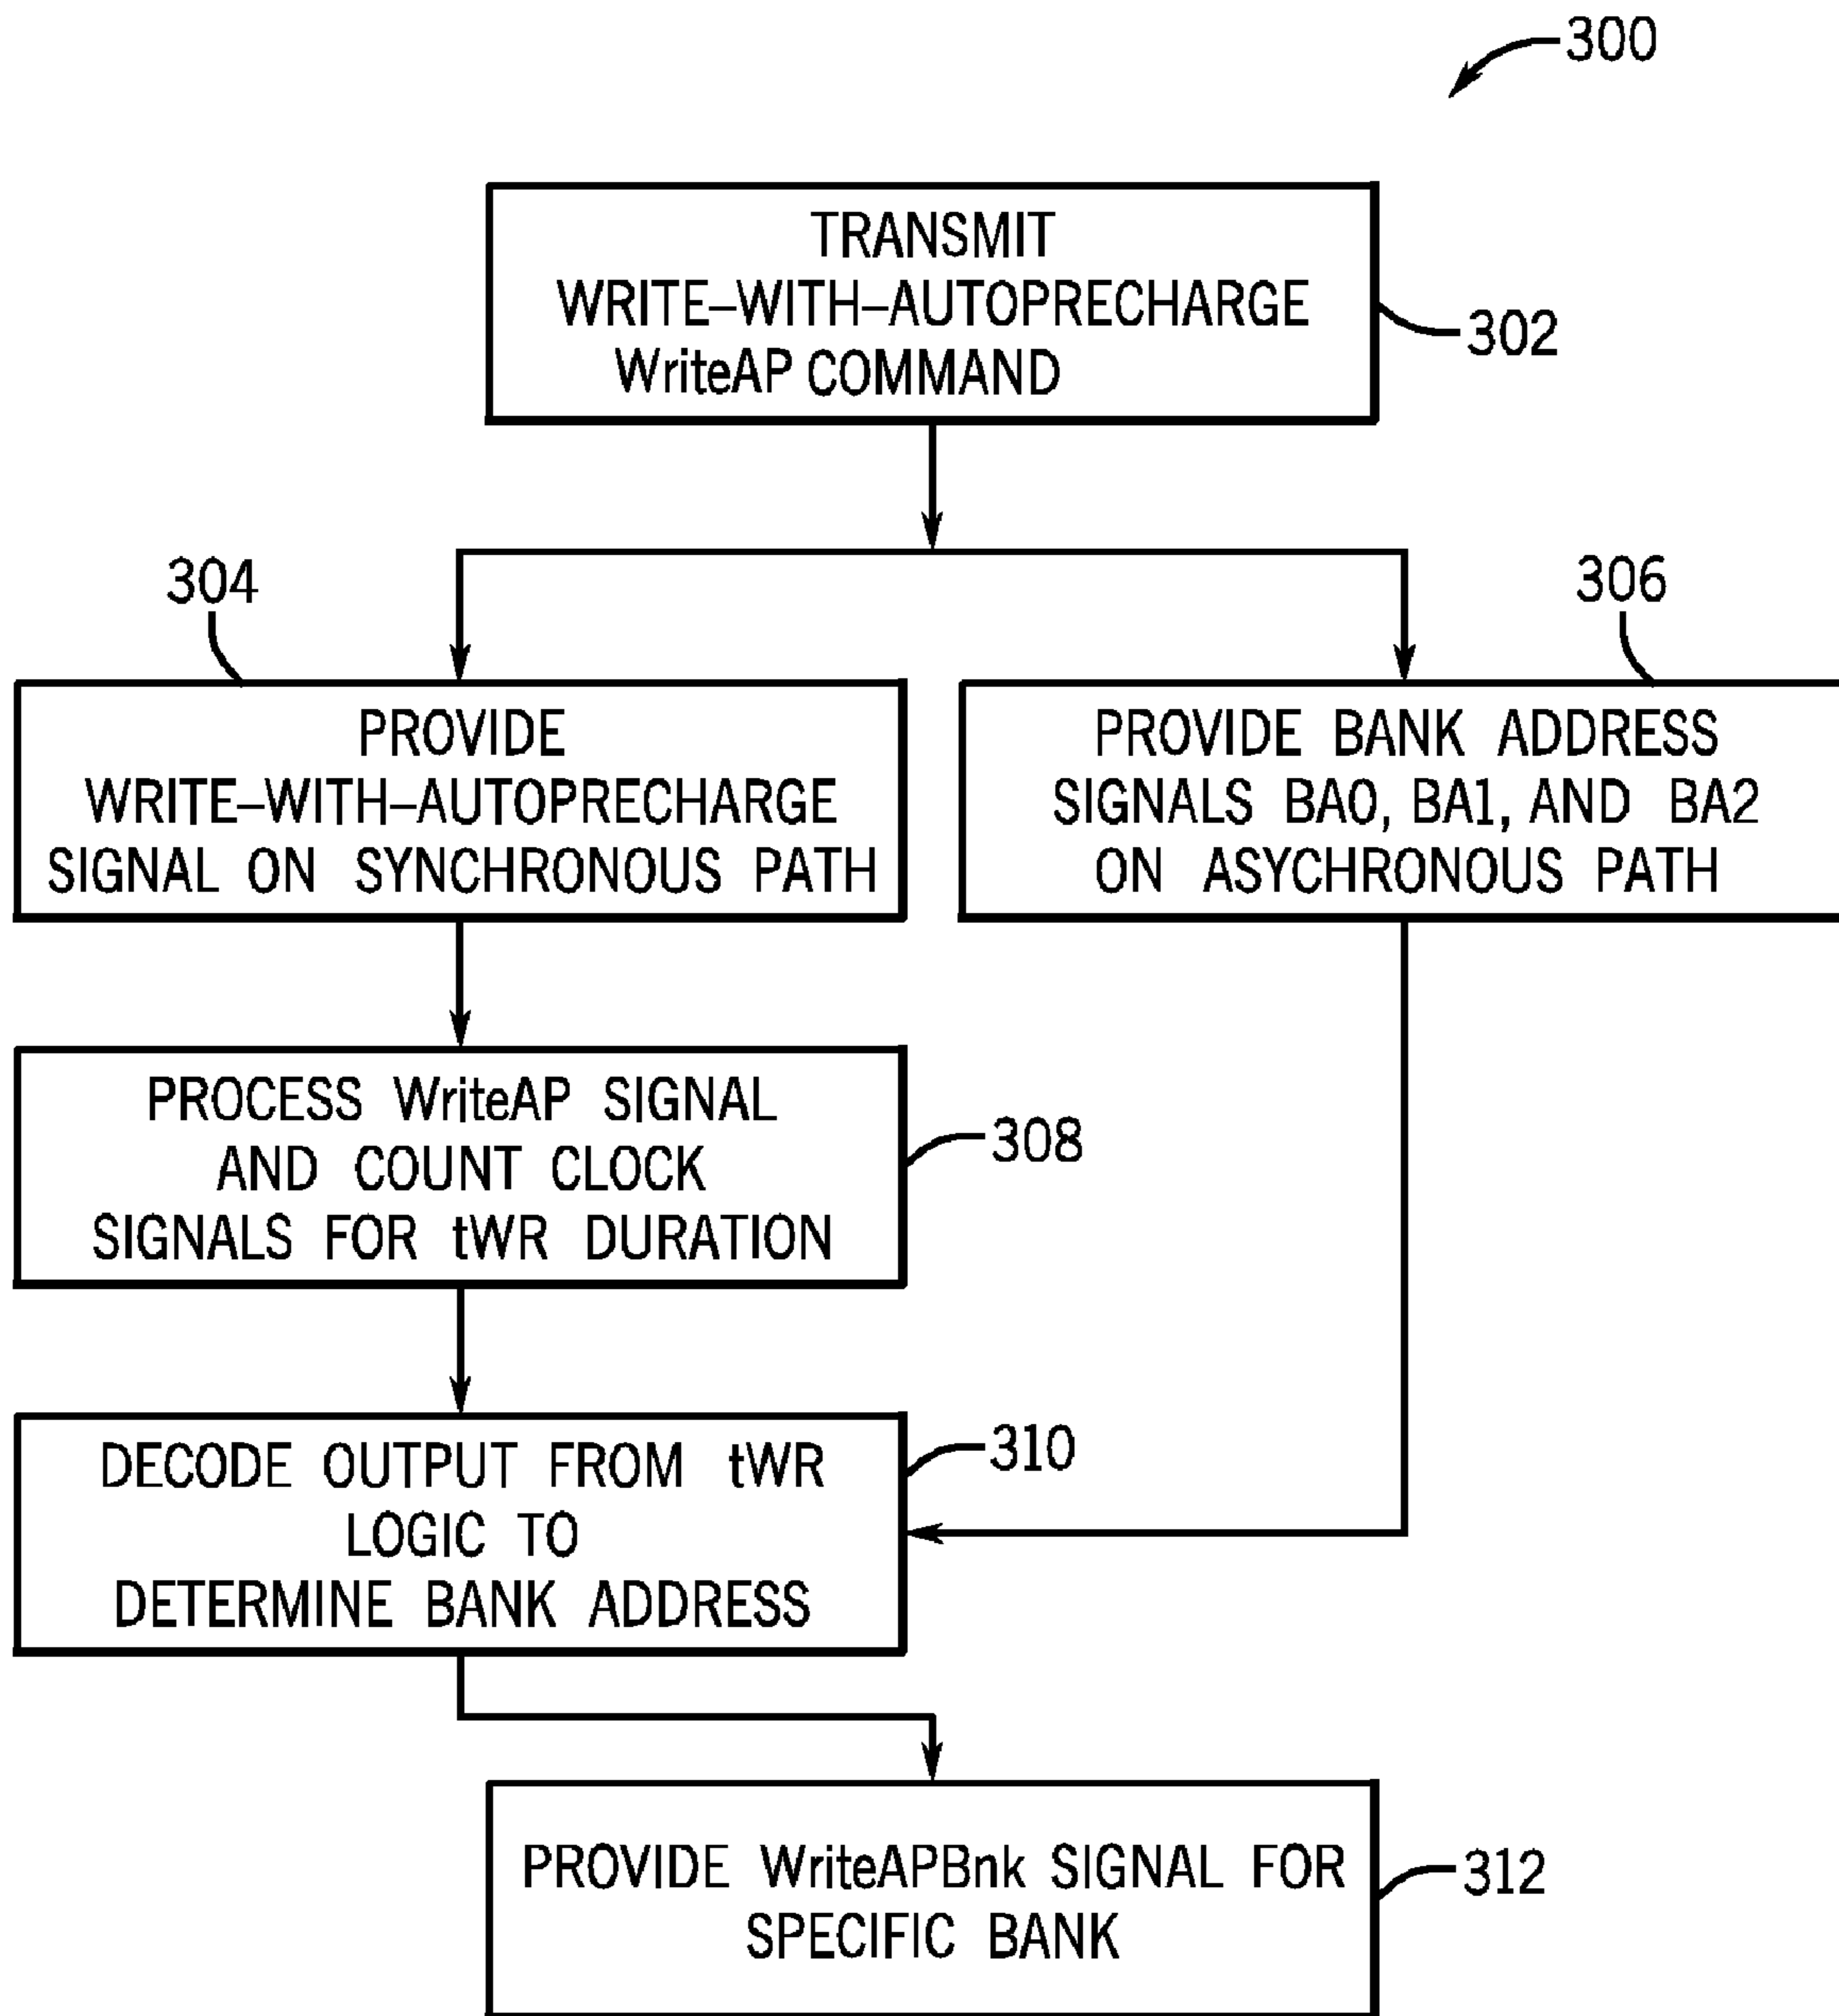 300
TRANSMIT
WRITE–WITH–AUTOPRECHARGE
WriteAP COMMAND
302
304
306
PROVIDE
WRITE–WITH–AUTOPRECHARGE
SIGNAL ON SYNCHRONOUS PATH
PROVIDE BANK ADDRESS
SIGNALS BA0, BA1, AND BA2
ON ASYCHRONOUS PATH
PROCESS WriteAP SIGNAL
AND COUNT CLOCK
SIGNALS FOR tWR DURATION
308
DECODE OUTPUT FROM tWR
LOGIC TO
DETERMINE BANK ADDRESS
310
PROVIDE WriteAPBnk SIGNAL FOR
SPECIFIC BANK
312